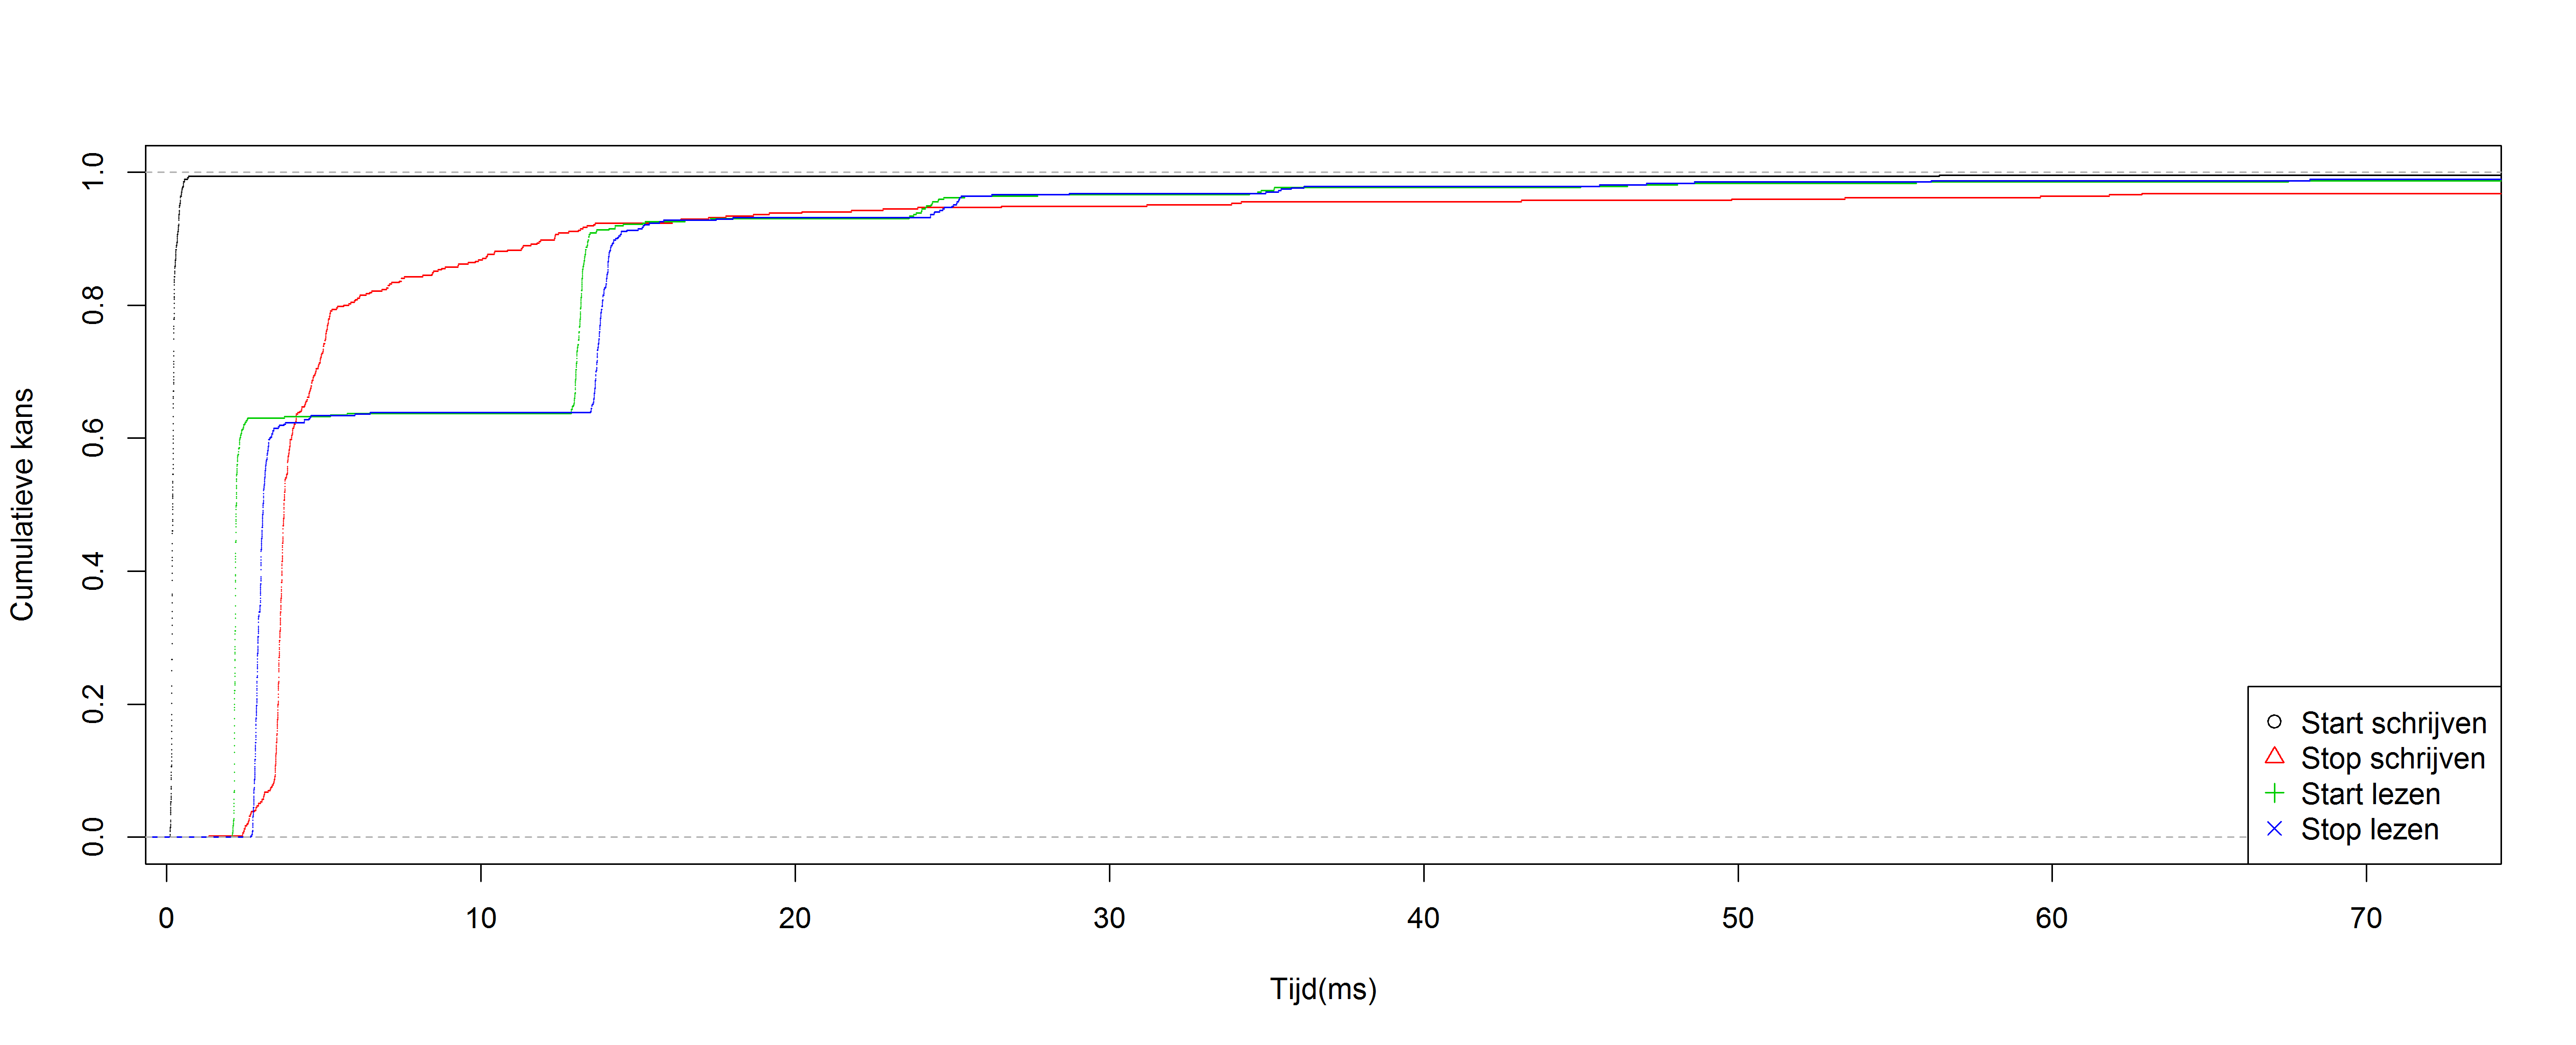 Cumulatieve kans
1.0
0.8
0.6
0.4
0.2
0.0
0 10 20 30 40 50 60 70
Tijd(ms)
Start schrijven
Stop schrijven
Start lezen
Stop lezen